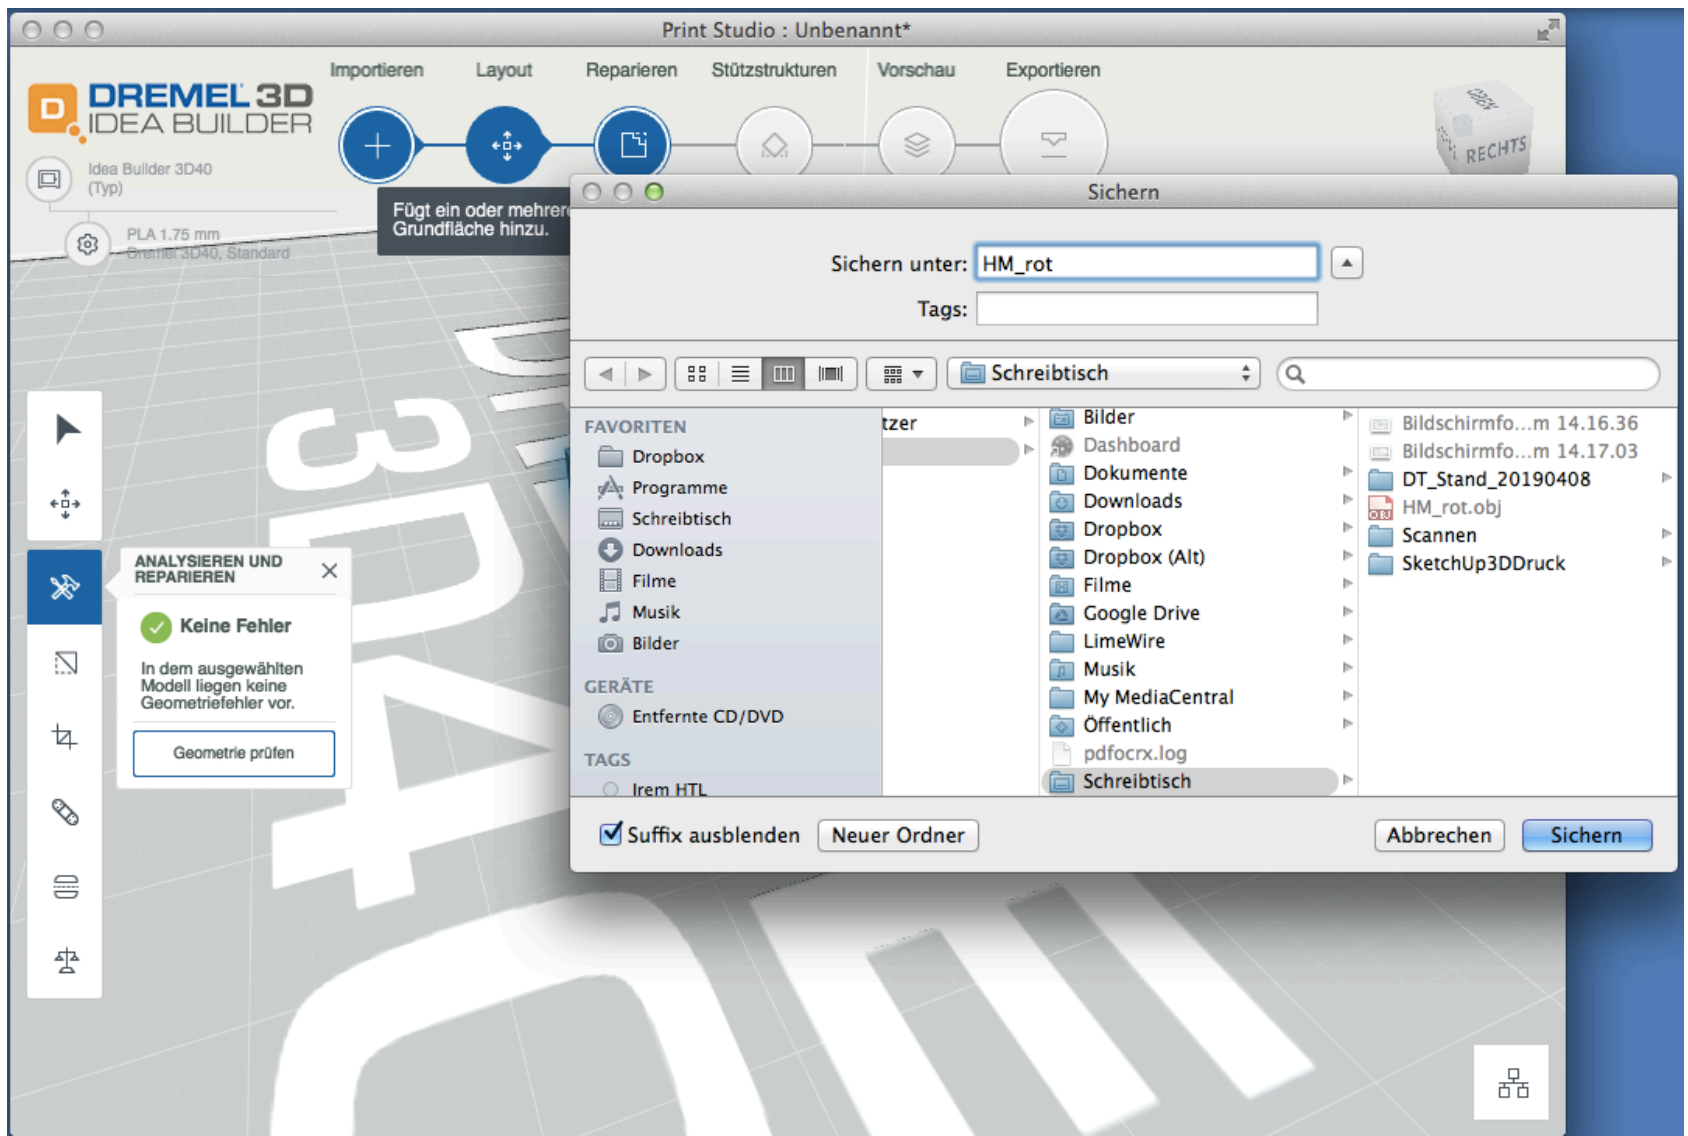 Print Studio : Unbenannt*
Importieren
Layout
Reparieren
Stützstrukturen
Vorschau
Exportieren
DREMEL 3D
IDEA BUILDER
OBEN
RECHTS
Idea Builder 3D40
(Typ)
PLA 1.75 mm
Dremel 3D40, Standard
Fügt ein oder mehrere
Grundfläche hinzu.
Sichern
Sichern unter: HM_rot
Tags:
Schreibtisch
FAVORITEN
Dropbox
Programme
Schreibtisch
Downloads
Filme
Musik
Bilder
GERÄTE
Entfernte CD/DVD
TAGS
Irem HTL
tzer
Bilder
Dashboard
Dokumente
Downloads
Dropbox
Dropbox (Alt)
Filme
Google Drive
LimeWire
Musik
My MediaCentral
Öffentlich
pdfocrx.log
Schreibtisch
Bildschirmfo...m 14.16.36
Bildschirmfo...m 14.17.03
DT_Stand_20190408
HM_rot.obj
Scannen
SketchUp3DDruck
Suffix ausblenden
Neuer Ordner
Abbrechen
Sichern
ANALYSIEREN UND
REPARIEREN
Keine Fehler
In dem ausgewählten
Modell liegen keine
Geometriefehler vor.
Geometrie prüfen
3D40